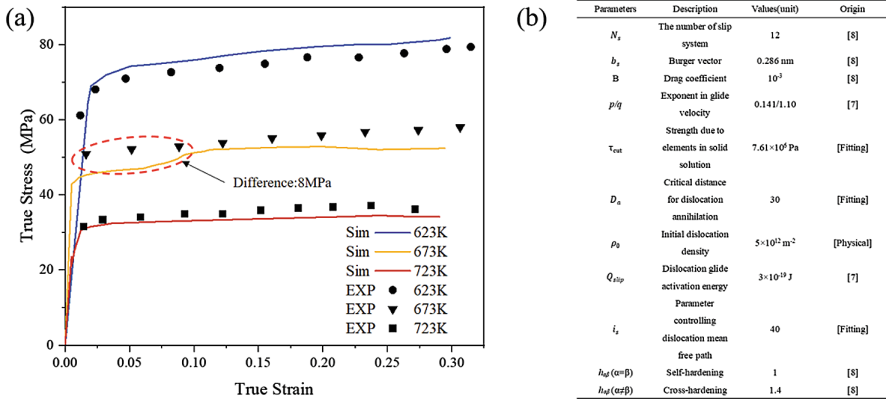 (a)
True Stress (MPa)
80
60
40
20
0
Difference:8MPa
Sim 623K
Sim 673K
Sim 723K
EXP 623K
EXP 673K
EXP 723K
0.00 0.05 0.10 0.15 0.20 0.25 0.30
True Strain
(b)
Parameters Description Values(unit) Origin
The number of slip
Ns 12 [8]
system
bs Burger vector 0.286 nm [8]
B Drag coefficient 10-3 [8]
Exponent in glide
p/q 0.141/1.10 [7]
velocity
Strength due to
τcut elements in solid 7.61×106 Pa [Fitting]
solution
Critical distance
Da for dislocation 30 [Fitting]
annihilation
Initial dislocation
ρ0 5×1012 m-2 [Physical]
density
Dislocation glide
Qslip 3×10-19 J [7]
activation energy
Parameter
controlling
is 40 [Fitting]
dislocation mean
free path
hαβ (α=β) Self-hardening 1 [8]
hαβ (α≠β) Cross-hardening 1.4 [8]